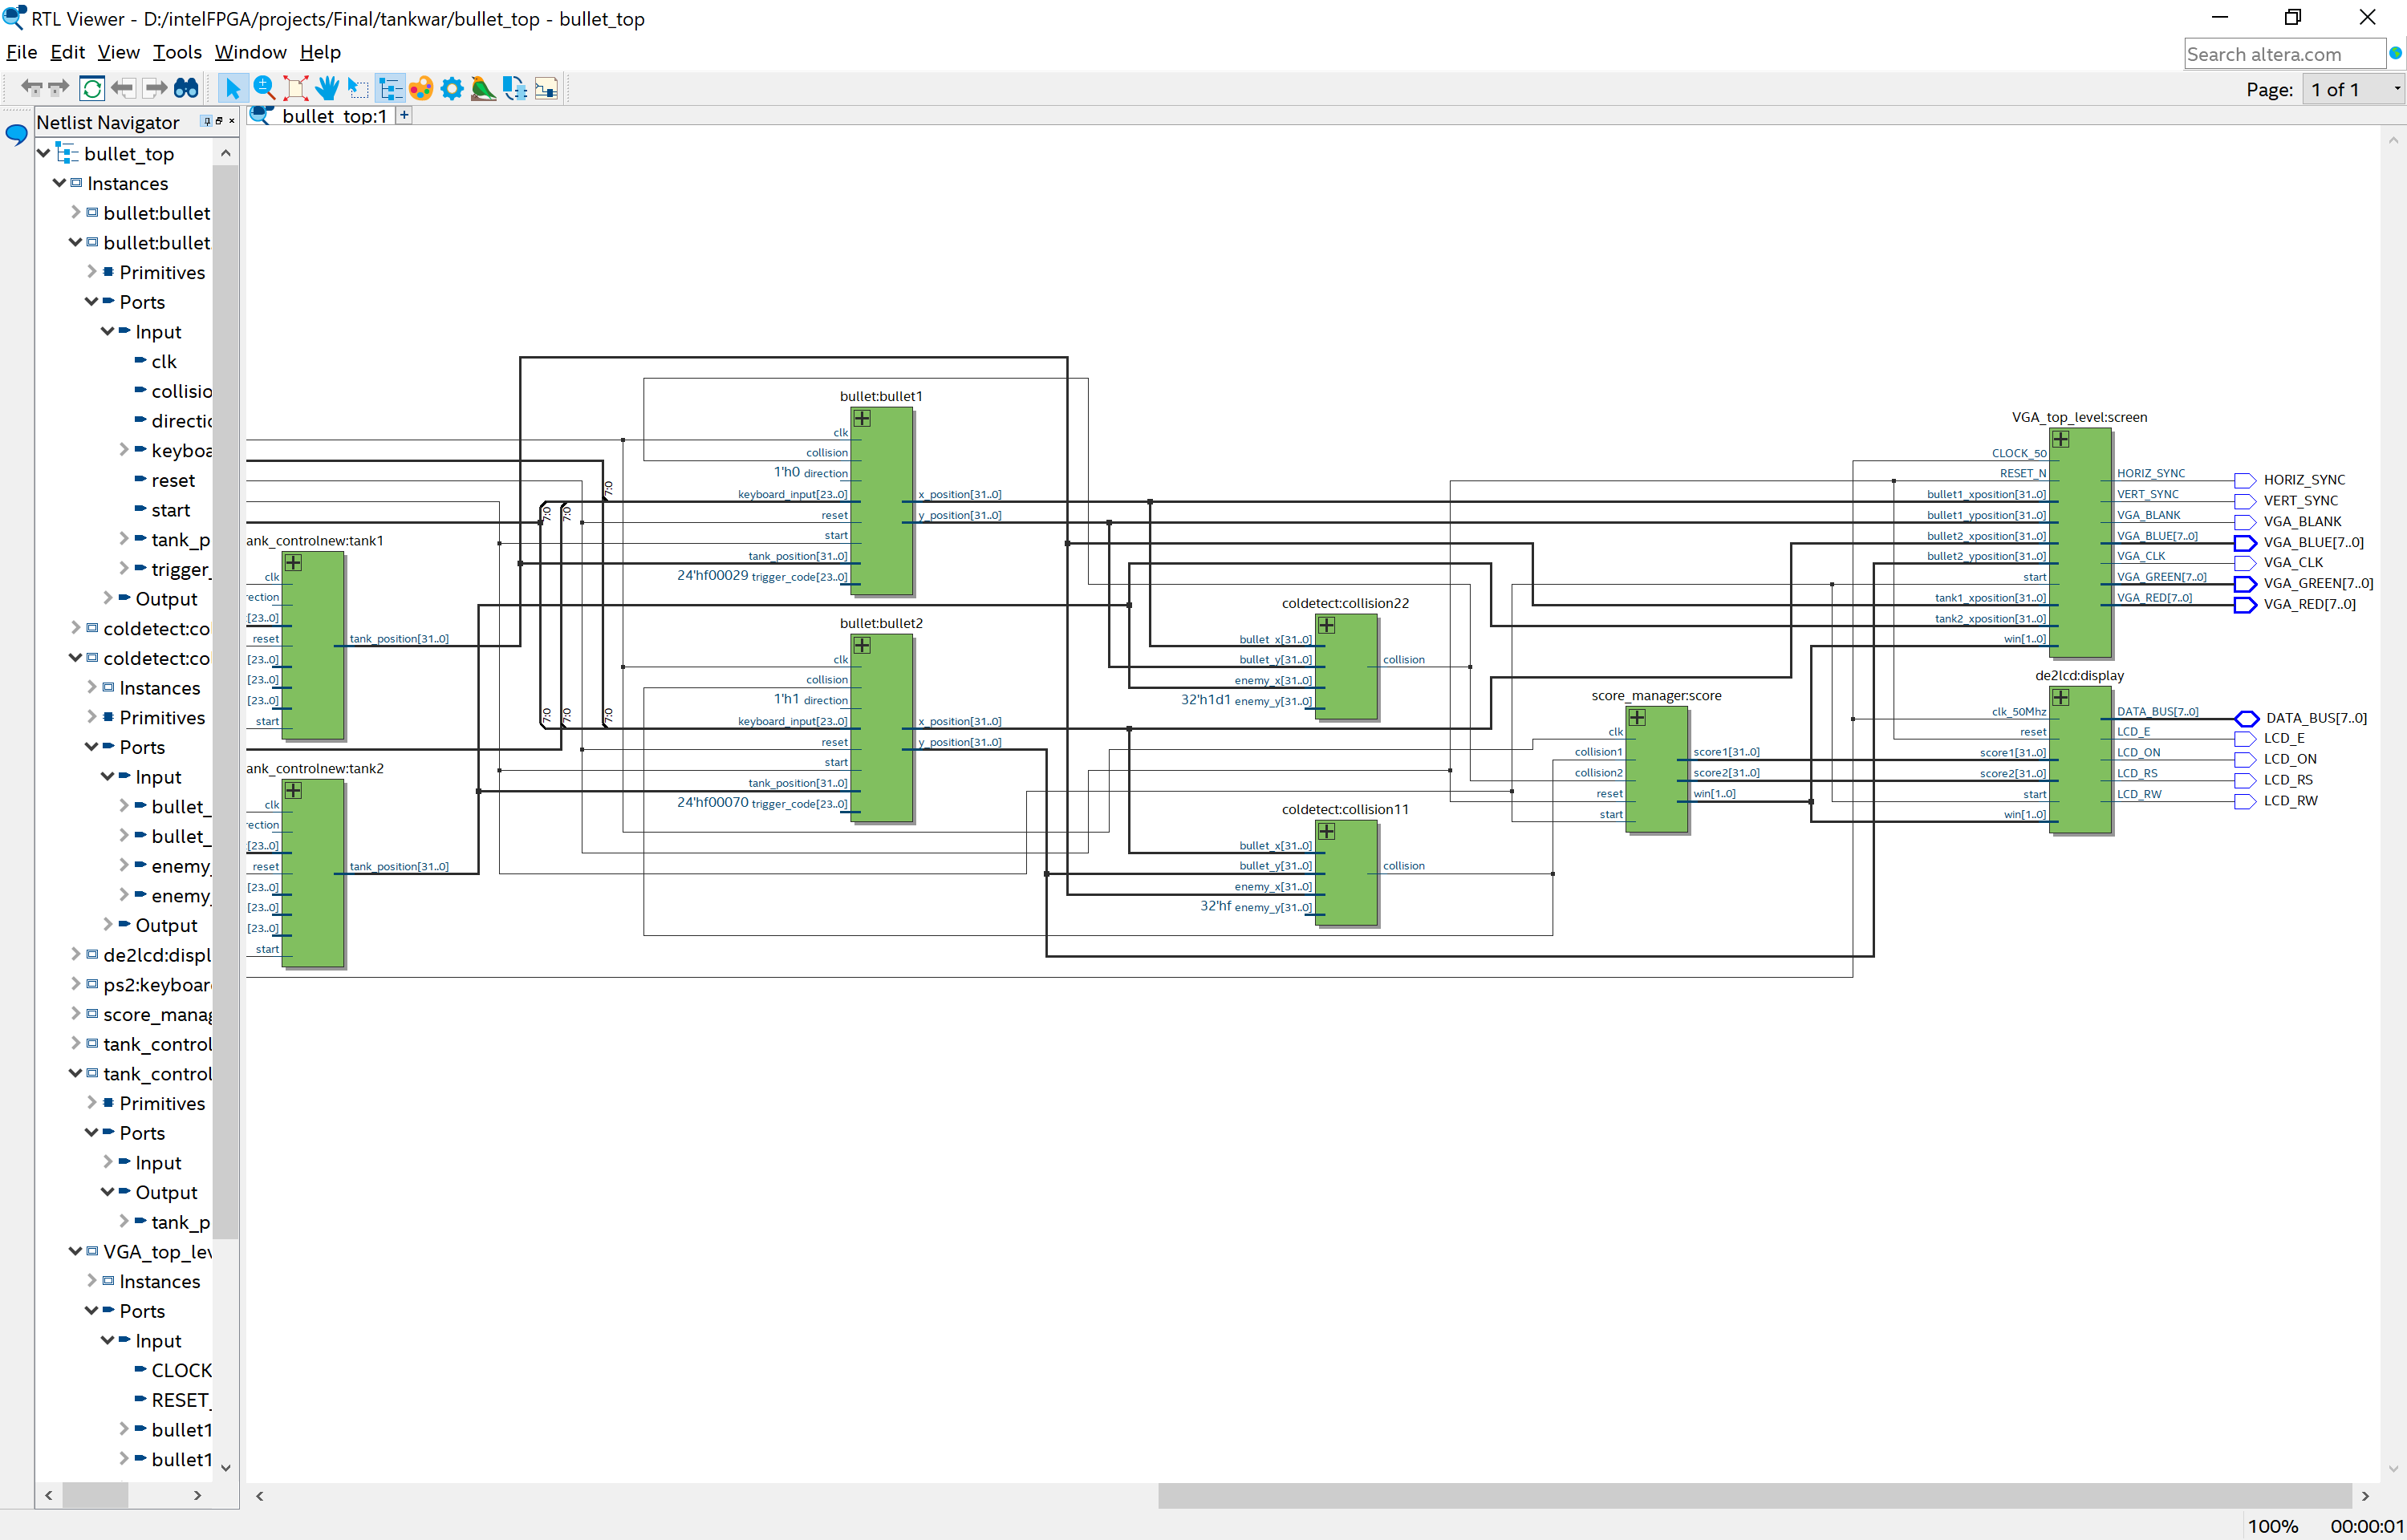 RTL Viewer - D:/intelFPGA/projects/Final/tankwar/bullet_top - bullet_top
File Edit View Tools Window Help
Search altera.com
Page: 1 of 1
Netlist Navigator
bullet_top:1
bullet_top
Instances
bullet:bullet
bullet:bullet.
Primitives
Ports
Input
clk
collisio
directic
keyboa
reset
start
tank_p
trigger_
Output
coldetect:co
coldetect:co
Instances
Primitives
Ports
Input
bullet_
bullet_
enemy_
enemy_
Output
de2lcd:displ
ps2:keyboar
score_manag
tank_control
tank_control
Primitives
Ports
Input
Output
tank_p
VGA_top_lev
Instances
Ports
Input
CLOCK
RESET_
bullet1
bullet1
ank_controlnew:tank1
clk
rection
[23..0]
reset
[23..0]
[23..0]
[23..0]
start
tank_position[31..0]
ank_controlnew:tank2
clk
rection
[23..0]
reset
[23..0]
[23..0]
[23..0]
start
tank_position[31..0]
7:0
7:0
7:0
7:0
7:0
7:0
bullet:bullet1
clk
collision
1'h0 direction
keyboard_input[23..0]
reset
start
tank_position[31..0]
24'hf00029 trigger_code[23..0]
x_position[31..0]
y_position[31..0]
bullet:bullet2
clk
collision
1'h1 direction
keyboard_input[23..0]
reset
start
tank_position[31..0]
24'hf00070 trigger_code[23..0]
x_position[31..0]
y_position[31..0]
coldetect:collision22
bullet_x[31..0]
bullet_y[31..0]
enemy_x[31..0]
32'h1d1 enemy_y[31..0]
collision
coldetect:collision11
bullet_x[31..0]
bullet_y[31..0]
enemy_x[31..0]
32'hf enemy_y[31..0]
collision
score_manager:score
clk
collision1
collision2
reset
start
score1[31..0]
score2[31..0]
win[1..0]
VGA_top_level:screen
CLOCK_50
RESET_N
bullet1_xposition[31..0]
bullet1_yposition[31..0]
bullet2_xposition[31..0]
bullet2_yposition[31..0]
start
tank1_xposition[31..0]
tank2_xposition[31..0]
win[1..0]
HORIZ_SYNC HORIZ_SYNC
VERT_SYNC VERT_SYNC
VGA_BLANK VGA_BLANK
VGA_BLUE[7..0] VGA_BLUE[7..0]
VGA_CLK VGA_CLK
VGA_GREEN[7..0] VGA_GREEN[7..0]
VGA_RED[7..0] VGA_RED[7..0]
de2lcd:display
clk_50Mhz
reset
score1[31..0]
score2[31..0]
start
win[1..0]
DATA_BUS[7..0] DATA_BUS[7..0]
LCD_E LCD_E
LCD_ON LCD_ON
LCD_RS LCD_RS
LCD_RW LCD_RW
100% 00:00:01